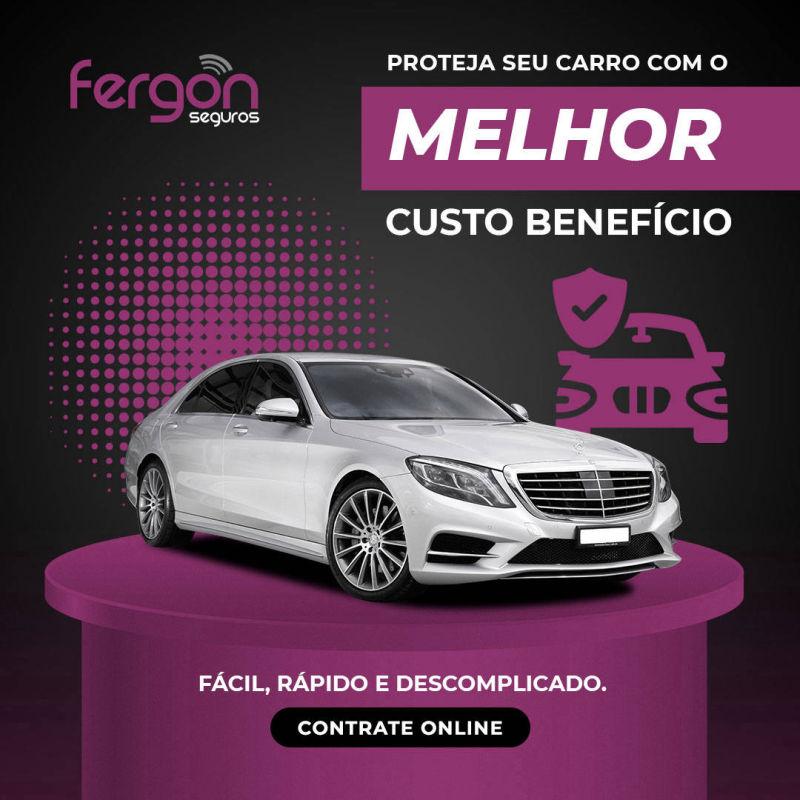 fergon
seguros
PROTEJA SEU CARRO COM O
MELHOR
CUSTO BENEFÍCIO
FÁCIL, RÁPIDO E DESCOMPLICADO.
CONTRATE ONLINE